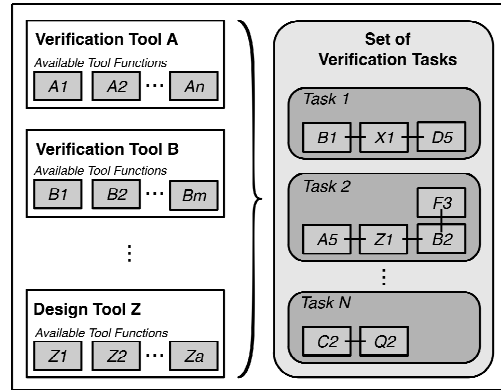 Verification Tool A
Available Tool Functions
A1 A2 ... An
Verification Tool B
Available Tool Functions
B1 B2 ... Bm
Design Tool Z
Available Tool Functions
Z1 Z2 ... Za
Set of
Verification Tasks
Task 1
B1 X1 D5
Task 2
F3
A5 Z1 B2
Task N
C2 Q2